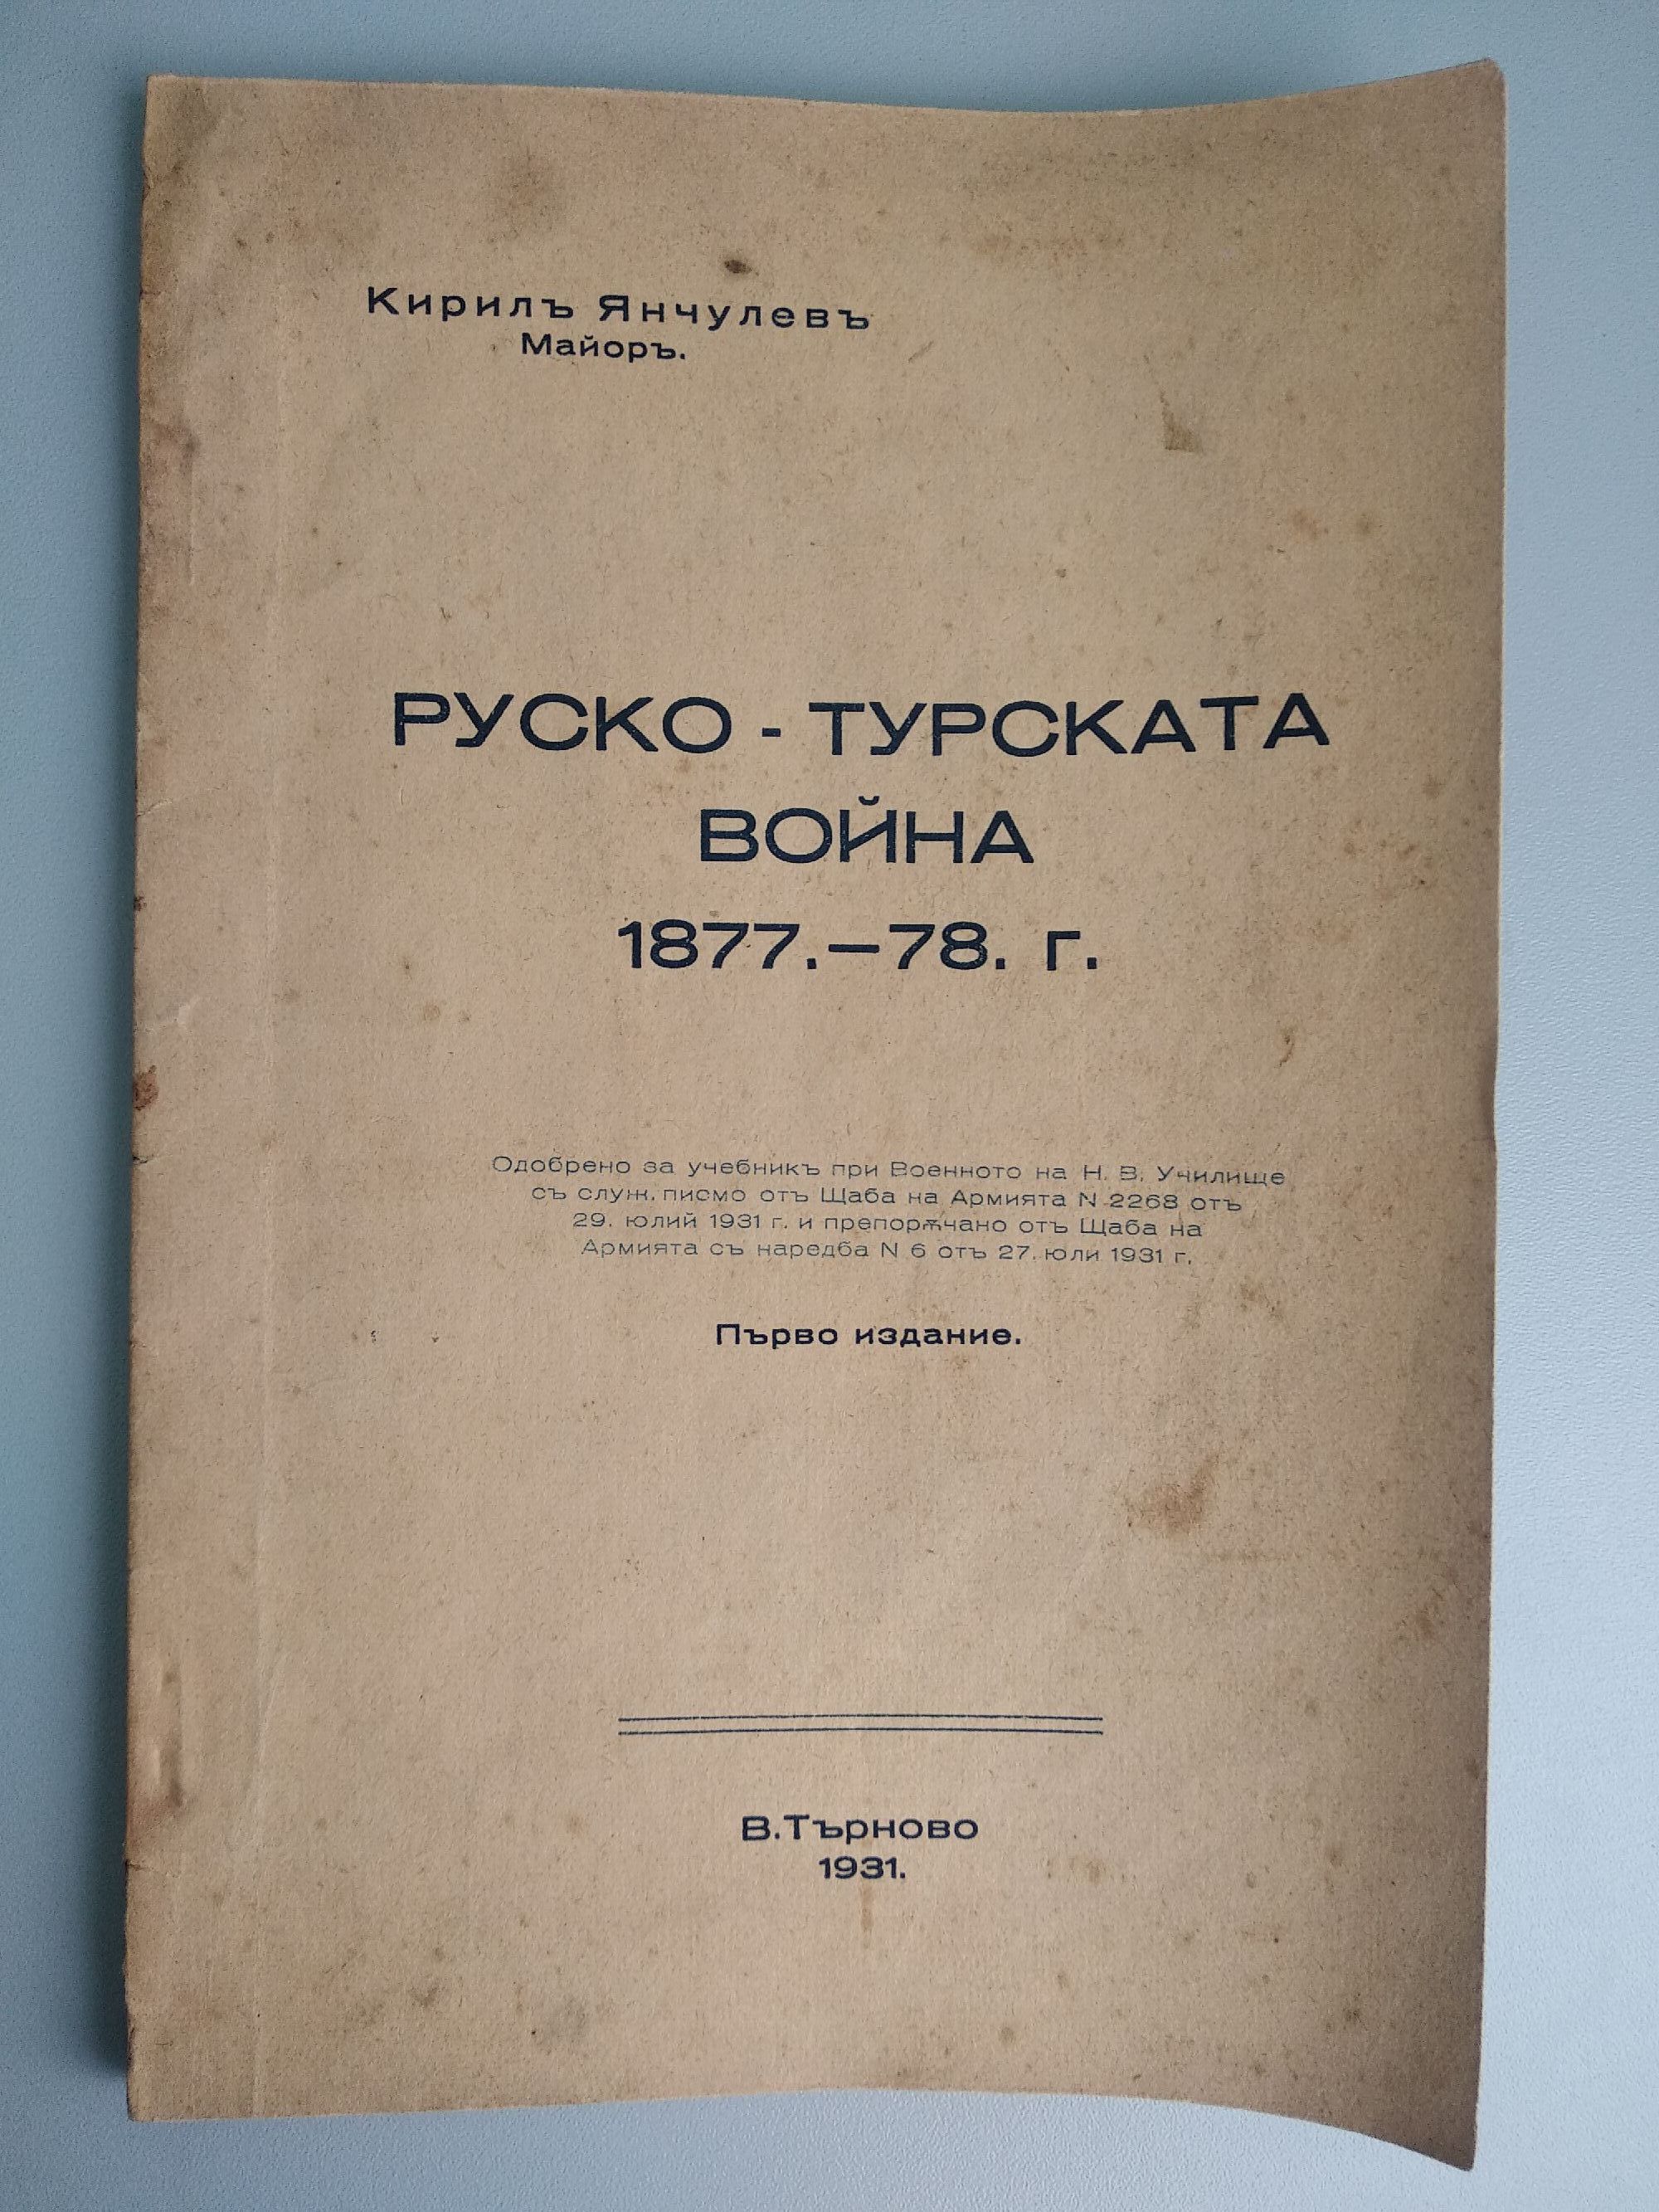 Кирилъ Янчулевъ
Майоръ.
РУСКО - ТУРСКАТА
ВОЙНА
1877.—78. г.
Одобрено за учебникъ при Военното на Н. В. Училище
съ служ. писмо отъ Щаба на Армията N 2268 отъ
29. юлий 1931 г. и препорѫчано отъ Щаба на
Армията съ наредба N 6 отъ 27. юли 1931 г.
Първо издание.
В.Търново
1931.